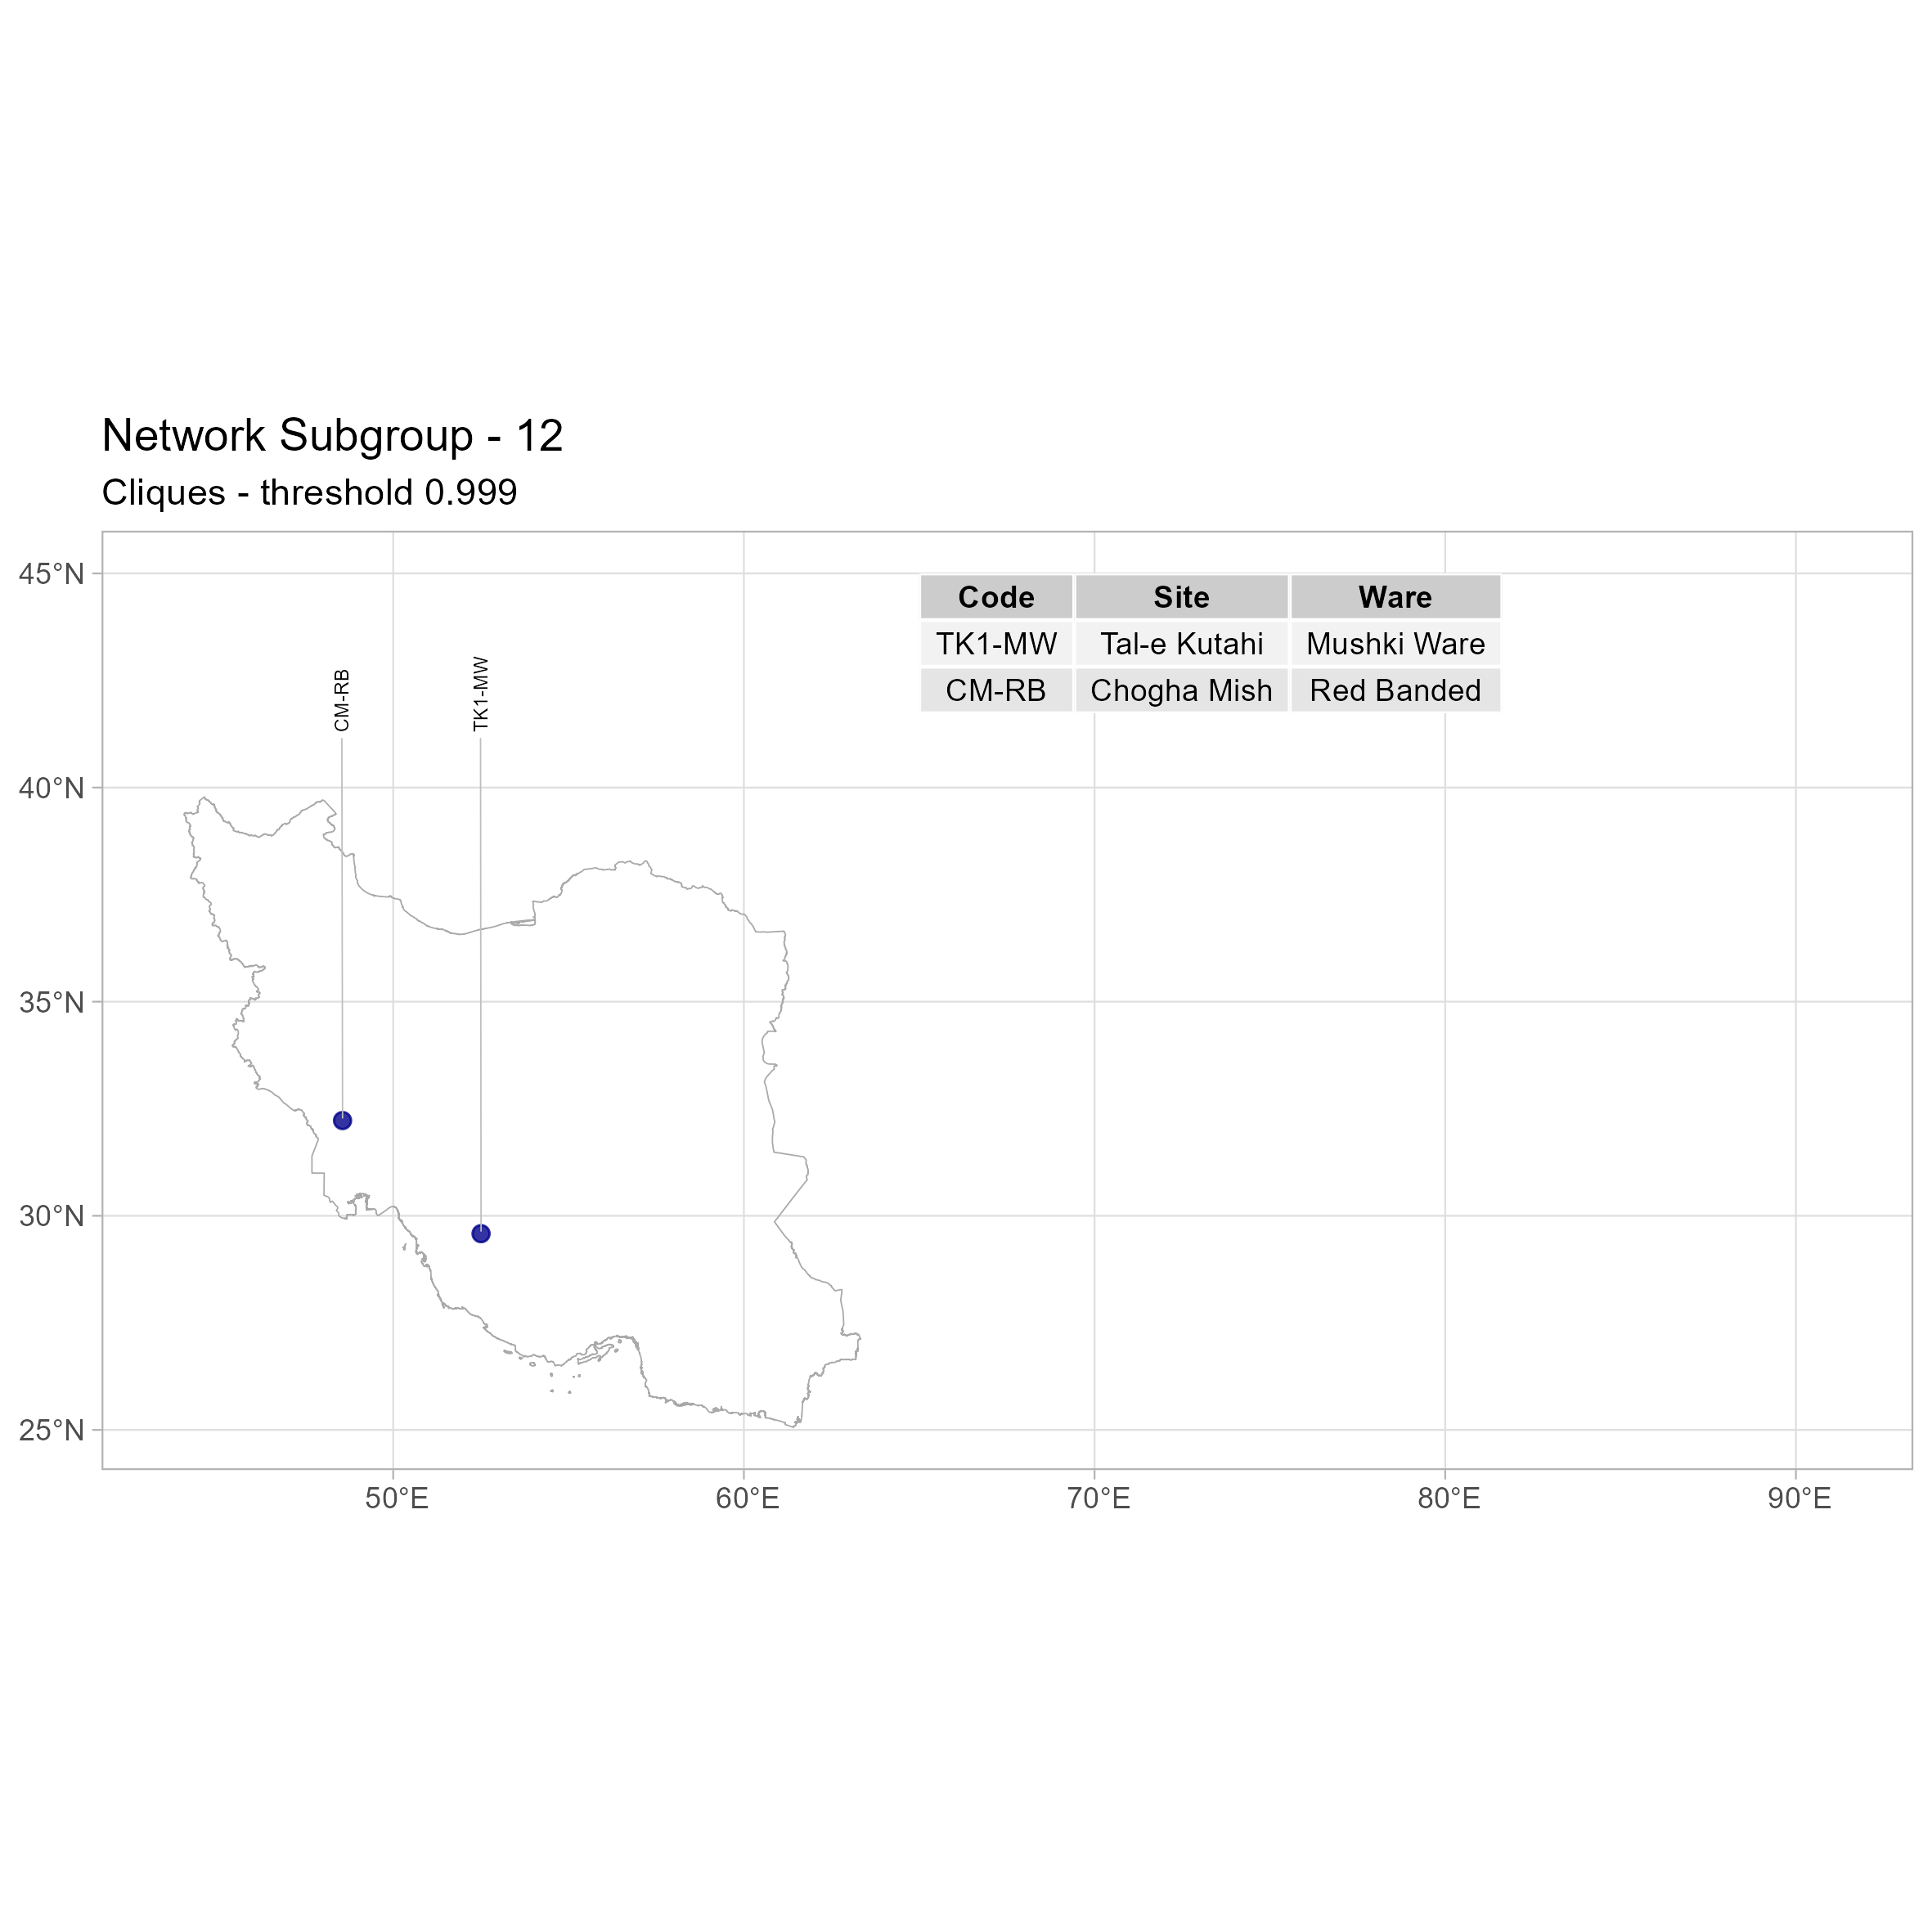 Network Subgroup - 12
Cliques - threshold 0.999
45°N
40°N
35°N
30°N
25°N
CM-RB
TK1-MW
Code Site Ware
TK1-MW Tal-e Kutahi Mushki Ware
CM-RB Chogha Mish Red Banded
50°E 60°E 70°E 80°E 90°E